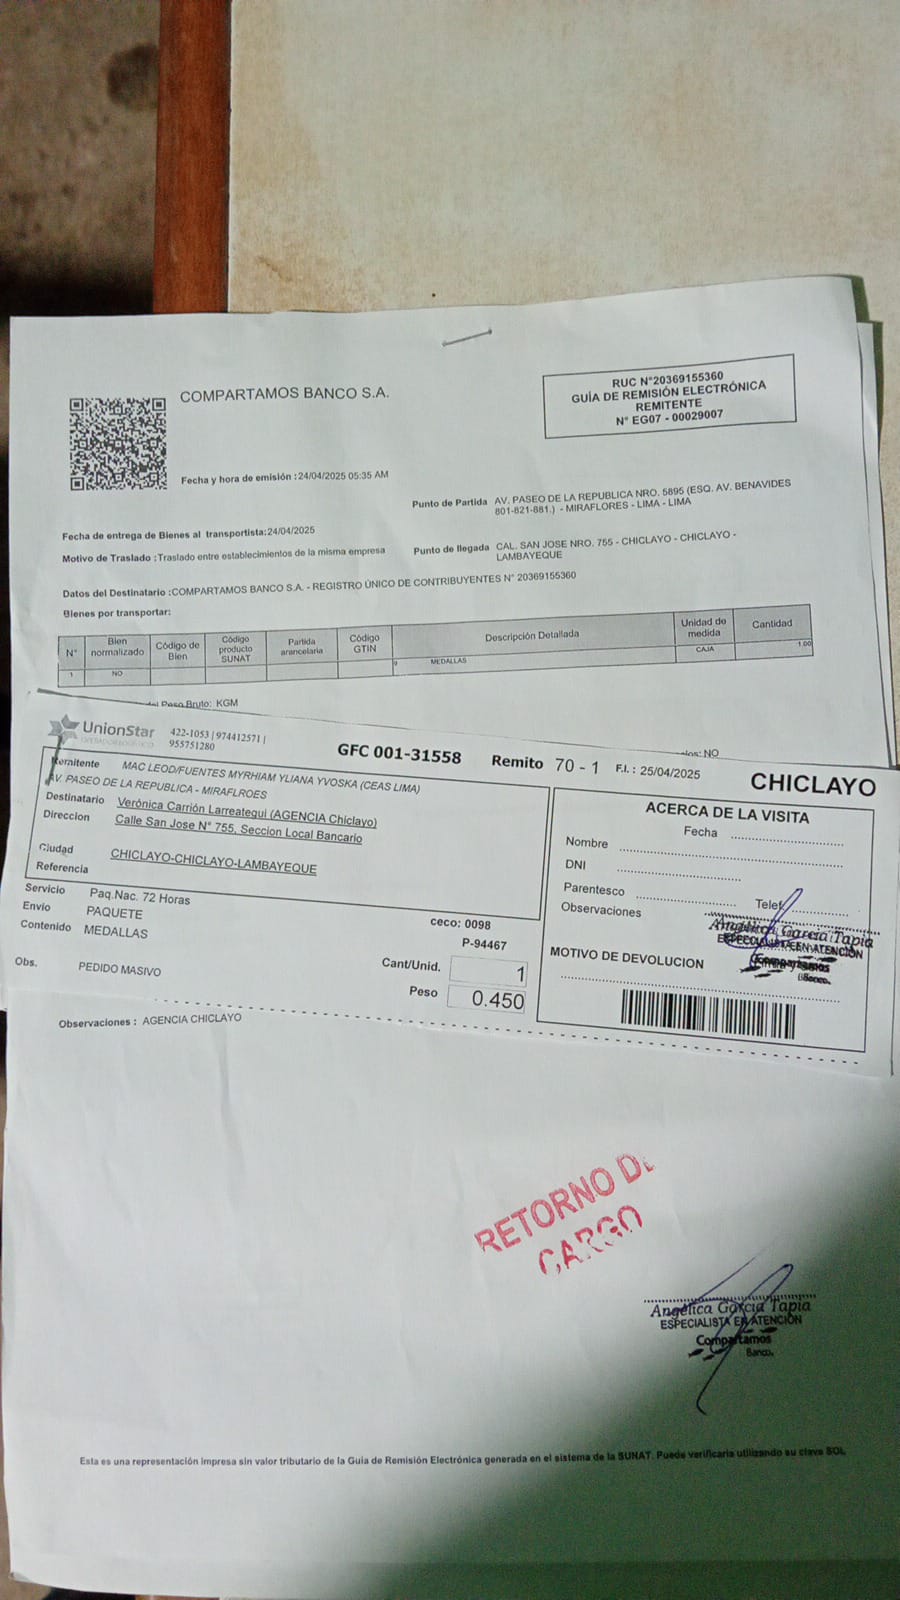 COMPARTAMOS BANCO S.A.
RUC N°20369155360
GUÍA DE REMISIÓN ELECTRÓNICA
REMITENTE
N° EG07 - 00029007
Fecha y hora de emisión : 24/04/2025 05:35 AM
Fecha de entrega de Bienes al transportista:24/04/2025
Punto de Partida AV. PASEO DE LA REPUBLICA NRO. 5895 (ESQ. AV. BENAVIDES
801-821-881.) - MIRAFLORES - LIMA - LIMA
Motivo de Traslado :Traslado entre establecimientos de la misma empresa
Punto de llegada CAL. SAN JOSE NRO. 755 - CHICLAYO - CHICLAYO -
LAMBAYEQUE
Datos del Destinatario :COMPARTAMOS BANCO S.A. - REGISTRO ÚNICO DE CONTRIBUYENTES N° 20369155360
Bienes por transportar:
N° Bien normalizado Código de Bien Código producto SUNAT Partida arancelaria Código GTIN Descripción Detallada Unidad de medida Cantidad
1 NO MEDALLAS CAJA 1.00
Peso Bruto: KGM
NO
UnionStar
422-1053 | 974412571 |
955751280
GFC 001-31558 Remito 70 - 1 F.I. : 25/04/2025
CHICLAYO
Remitente MAC LEOD/FUENTES MYRHIAM YLIANA YVOSKA (CEAS LIMA)
AV. PASEO DE LA REPUBLICA - MIRAFLROES
Destinatario Verónica Carrión Larreategui (AGENCIA Chiclayo)
Direccion Calle San Jose N° 755, Seccion Local Bancario
Ciudad CHICLAYO-CHICLAYO-LAMBAYEQUE
Referencia
Servicio Paq.Nac. 72 Horas
Envío PAQUETE
Contenido MEDALLAS
Obs. PEDIDO MASIVO
ceco: 0098
P-94467
Cant/Unid. 1
Peso 0.450
ACERCA DE LA VISITA
Fecha
Nombre
DNI
Parentesco
Telef.
Observaciones
Angélica García Tapia
ESPECIALISTA EN ATENCIÓN
Compartamos
Banco.
MOTIVO DE DEVOLUCION
Observaciones : AGENCIA CHICLAYO
RETORNO DE
CARGO
Angélica García Tapia
ESPECIALISTA EN ATENCIÓN
Compartamos
Banco.
Esta es una representación impresa sin valor tributario de la Guía de Remisión Electrónica generada en el sistema de la SUNAT. Puede verificarla utilizando su clave SOL